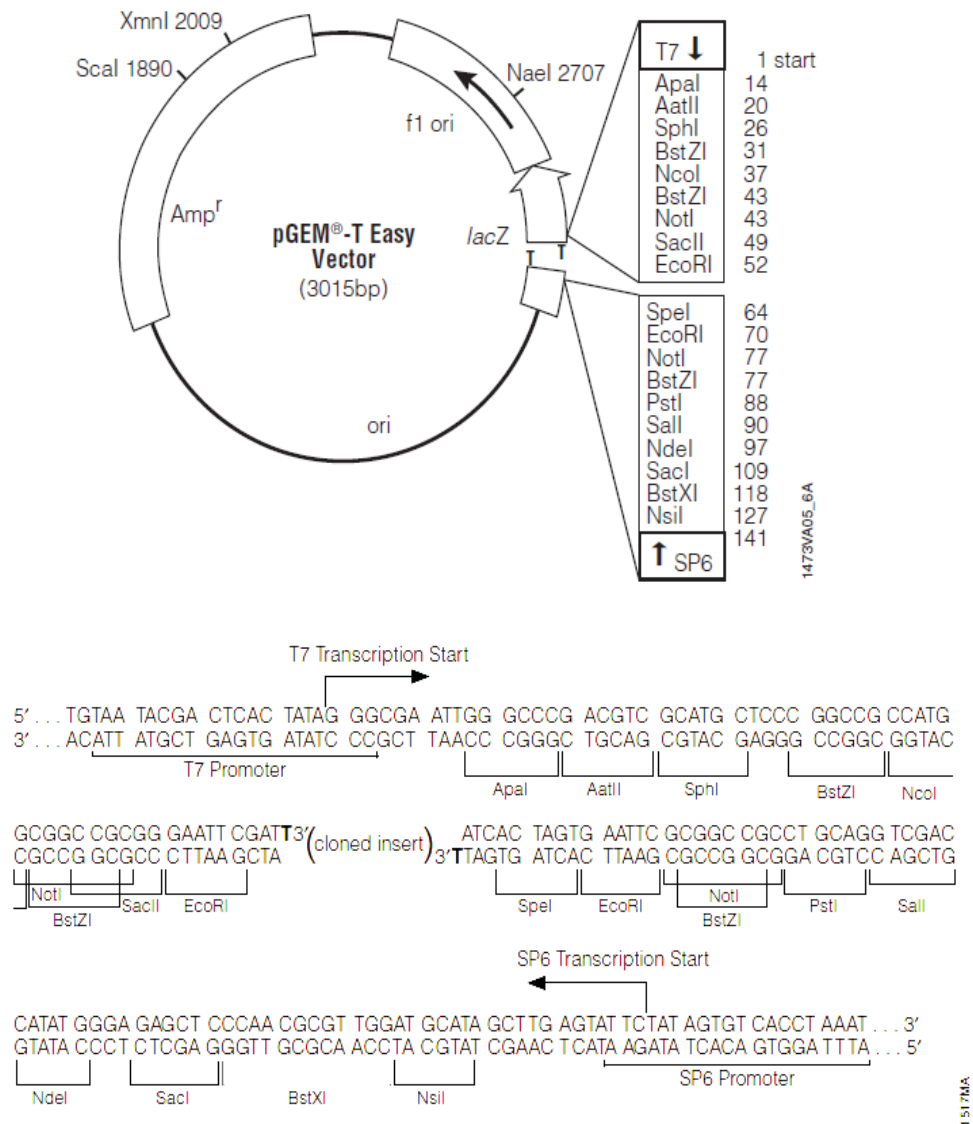 XmnI 2009
ScaI 1890
NaeI 2707
f1 ori
Ampʳ
pGEM®-T Easy
Vector
(3015bp)
lacZ
T T
ori
T7 ↓
1 start
ApaI 14
AatII 20
SphI 26
BstZI 31
NcoI 37
BstZI 43
NotI 43
SacII 49
EcoRI 52
SpeI 64
EcoRI 70
NotI 77
BstZI 77
PstI 88
SalI 90
NdeI 97
SacI 109
BstXI 118
NsiI 127
141
↑ SP6
1473VA05_6A
T7 Transcription Start
5′ . . . TGTAA TACGA CTCAC TATAG GGCGA ATTGG GCCCG ACGTC GCATG CTCCC GGCCG CCATG
3′ . . . ACATT ATGCT GAGTG ATATC CCGCT TAACC CGGGC TGCAG CGTAC GAGGG CCGGC GGTAC
T7 Promoter
ApaI AatII SphI BstZI NcoI
GCGGC CGCGG GAATT CGATT3′ (cloned insert) ATCAC TAGTG AATTC GCGGC CGCCT GCAGG TCGAC
CGCCG GCGCC CTTAA GCTA 3′TTAGTG ATCAC TTAAG CGCCG GCGGA CGTCC AGCTG
NotI SacII EcoRI SpeI EcoRI NotI PstI SalI
BstZI BstZI
SP6 Transcription Start
CATAT GGGA GAGCT CCCAA CGCGT TGGAT GCATA GCTTG AGTAT TCTAT AGTGT CACCT AAAT . . . 3′
GTATA CCCT CTCGAG GGTT GCGCA ACCTA CGTAT CGAACT CATA AGATA TCACA GTGGA TTTA . . . 5′
SP6 Promoter
NdeI SacI BstXI NsiI
1517MA